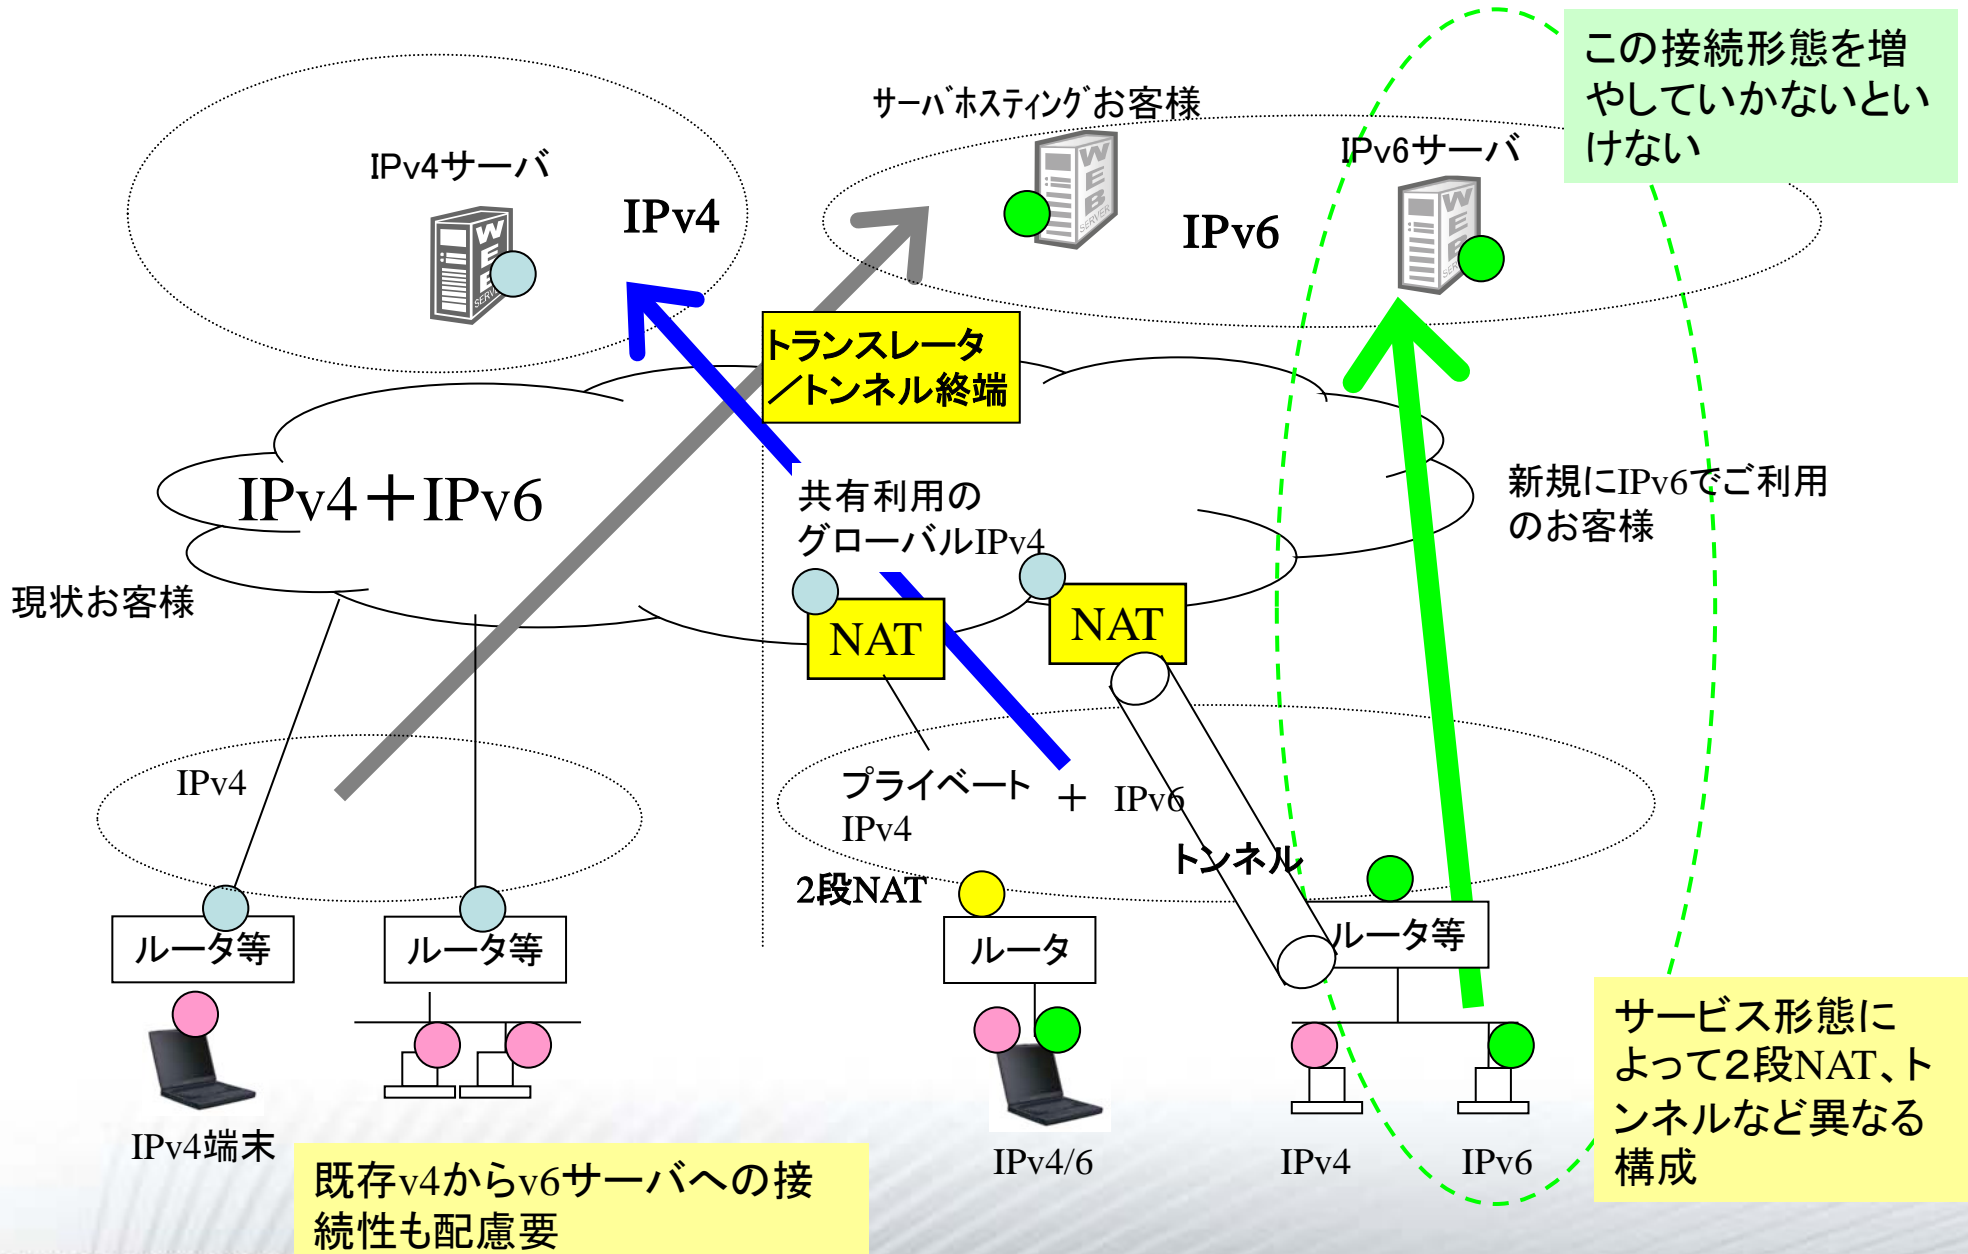 この接続形態を増
やしていかないとい
けない
サーバホスティングお客様
IPv4サーバ
IPv6サーバ
WEB
SERVER
WEB
SERVER
WEB
IPv4
IPv6
トランスレータ
／トンネル終端
IPv4＋IPv6
共有利用の
グローバルIPv4
新規にIPv6でご利用
のお客様
現状お客様
NAT
NAT
IPv4
プライベート
IPv4
＋
IPv6
トンネル
2段NAT
ルータ等
ルータ等
ルータ
ルータ等
IPv4端末
IPv4/6
IPv4
IPv6
サービス形態に
よって２段NAT、ト
ンネルなど異なる
構成
既存v4からv6サーバへの接
続性も配慮要